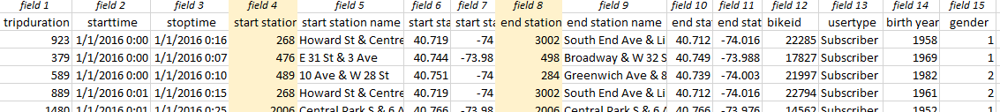 field 1 field 2 field 3 field 4 field 5 field 6 field 7 field 8 field 9 field 10 field 11 field 12 field 13 field 14 field 15
tripduration starttime stoptime start station start station name start sta start st end station end station name end stat end stat bikeid usertype birth year gender
923 1/1/2016 0:00 1/1/2016 0:16 268 Howard St & Centre 40.719 -74 3002 South End Ave & Li 40.712 -74.016 22285 Subscriber 1958 1
379 1/1/2016 0:00 1/1/2016 0:07 476 E 31 St & 3 Ave 40.744 -73.98 498 Broadway & W 32 S 40.749 -73.988 17827 Subscriber 1969 1
589 1/1/2016 0:00 1/1/2016 0:10 489 10 Ave & W 28 St 40.751 -74 284 Greenwich Ave & 8 40.739 -74.003 21997 Subscriber 1982 2
889 1/1/2016 0:01 1/1/2016 0:15 268 Howard St & Centre 40.719 -74 3002 South End Ave & Li 40.712 -74.016 22794 Subscriber 1961 2
1480 1/1/2016 0:01 1/1/2016 0:25 2006 Central Park S & 6 A 40.766 -73.98 2006 Central Park S & 6 A 40.766 -73.976 14562 Subscriber 1952 1